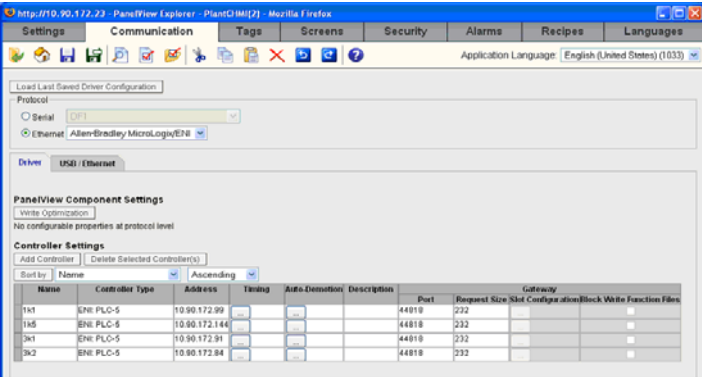 http://10.90.172.23 - PanelView Explorer - PlantCHMI(2) - Mozilla Firefox
Settings Communication Tags Screens Security Alarms Recipes Languages
Application Language: English (United States) (1033)
Load Last Saved Driver Configuration
Protocol
Serial DF1
Ethernet Allen-Bradley MicroLogix/ENI
Driver USB / Ethernet
PanelView Component Settings
Write Optimization
No configurable properties at protocol level
Controller Settings
Add Controller Delete Selected Controller(s)
Sort by Name Ascending
Name Controller Type Address Timing Auto-Demotion Description Gateway
Port Request Size Slot Configuration Block Write Function Files
1k1 ENI: PLC-5 10.90.172.99 ... ... 44818 232 ...
1k5 ENI: PLC-5 10.90.172.144 ... ... 44818 232 ...
3k1 ENI: PLC-5 10.90.172.91 ... ... 44818 232 ...
3k2 ENI: PLC-5 10.90.172.84 ... ... 44818 232 ...